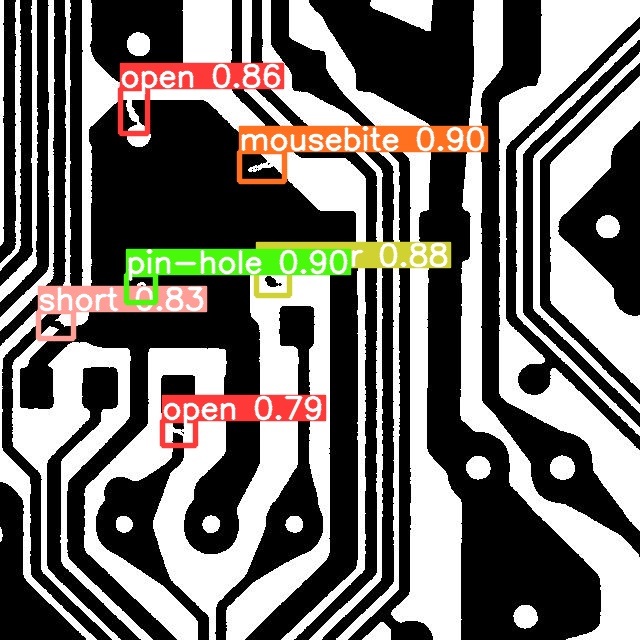 open 0.86
mousebite 0.90
r 0.88
pin-hole 0.90
short 0.83
open 0.79